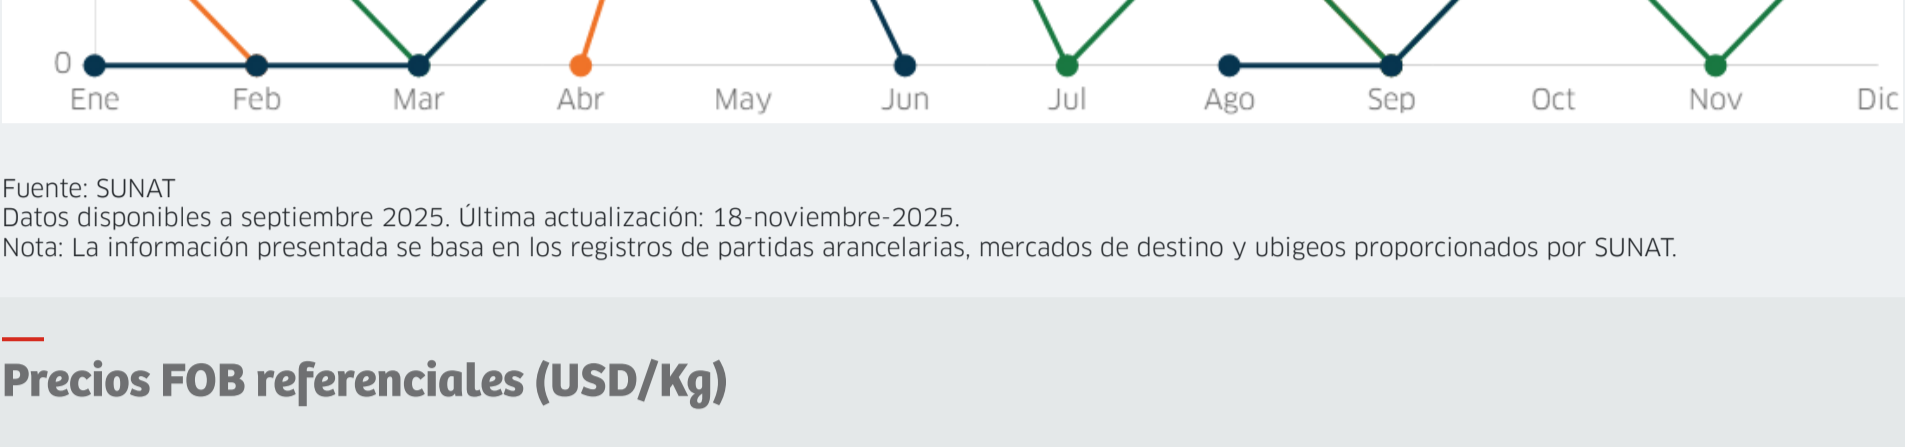 0
Ene Feb Mar Abr May Jun Jul Ago Sep Oct Nov Dic
Fuente: SUNAT
Datos disponibles a septiembre 2025. Última actualización: 18-noviembre-2025.
Nota: La información presentada se basa en los registros de partidas arancelarias, mercados de destino y ubigeos proporcionados por SUNAT.
Precios FOB referenciales (USD/Kg)